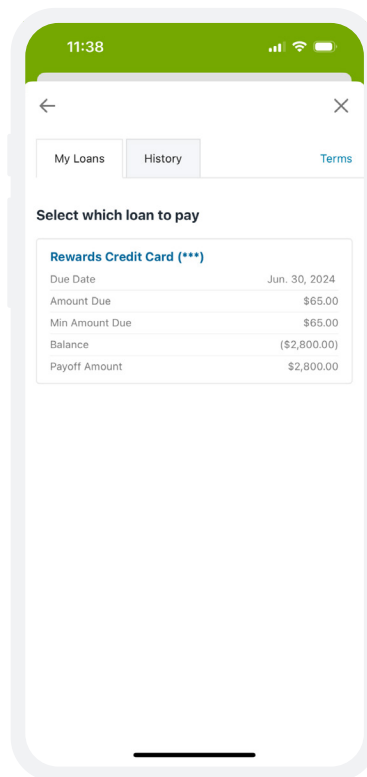 11:38
My Loans History Terms
Select which loan to pay
Rewards Credit Card (***)
Due Date Jun. 30, 2024
Amount Due $65.00
Min Amount Due $65.00
Balance ($2,800.00)
Payoff Amount $2,800.00